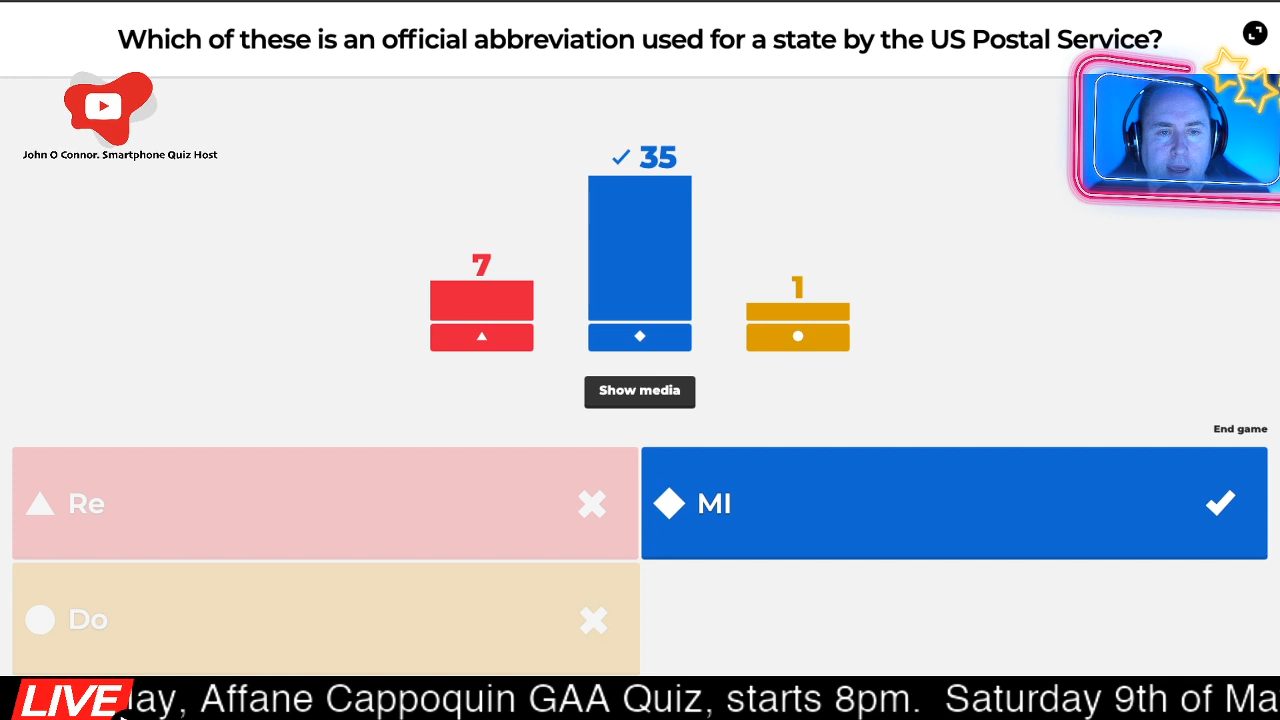 Which of these is an official abbreviation used for a state by the US Postal Service?
John O Connor. Smartphone Quiz Host
35
7
1
Show media
End game
Re
MI
Do
LIVE
ay, Affane Cappoquin GAA Quiz, starts 8pm. Saturday 9th of Ma